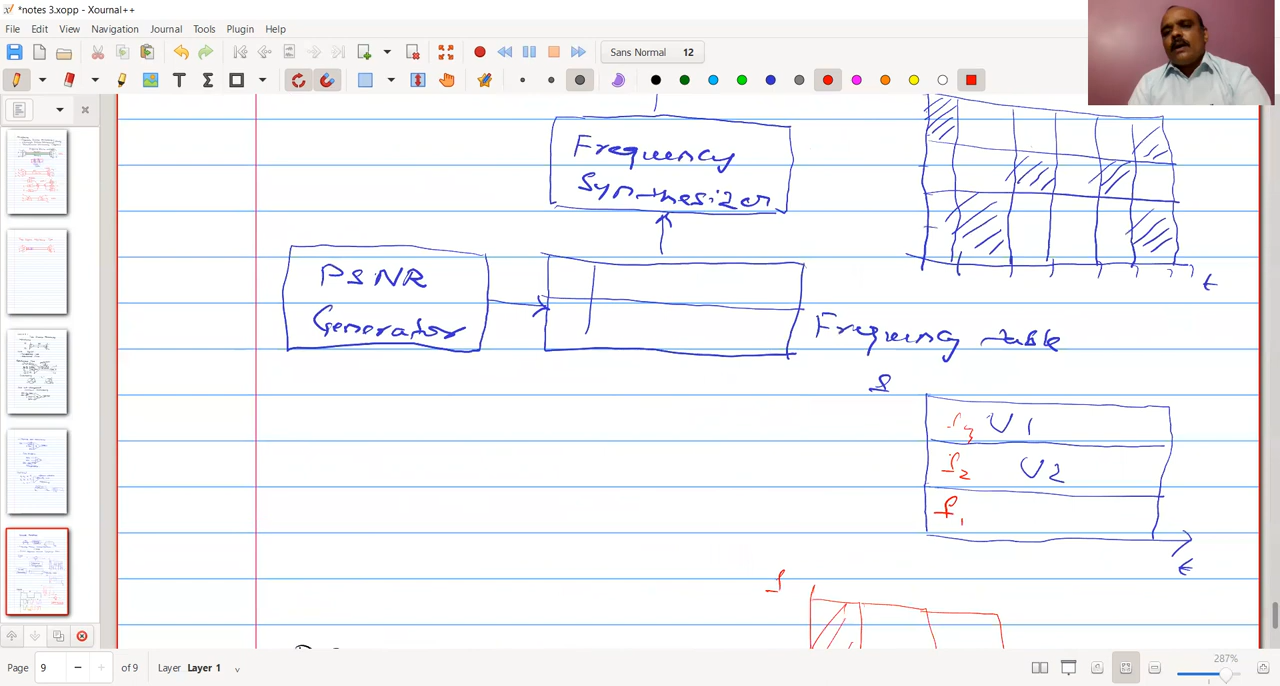 *notes 3.xopp - Xournal++
File Edit View Navigation Journal Tools Plugin Help
Sans Normal 12
Frequency
Synthesizer
t
PSNR
Generator
Frequency table
f
f3 U1
f2 U2
f1
t
f
Page 9 of 9 Layer Layer 1 287%